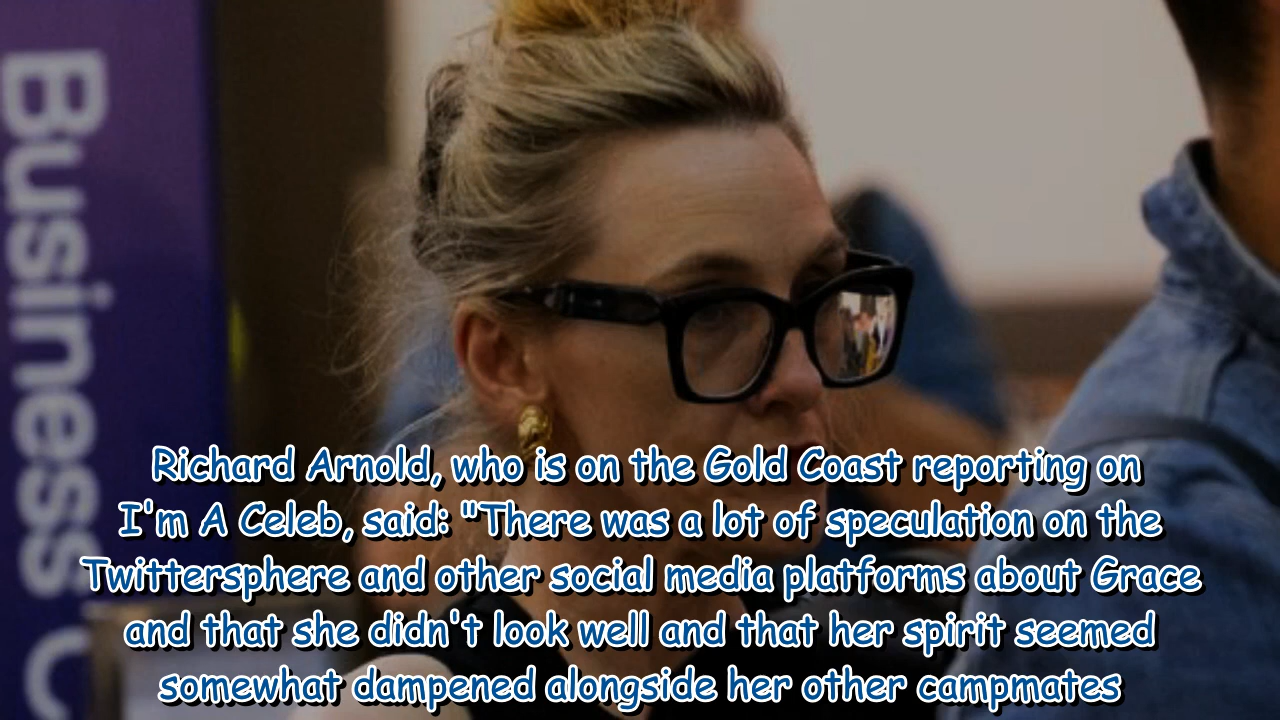 Business C
Richard Arnold, who is on the Gold Coast reporting on
I'm A Celeb, said: "There was a lot of speculation on the
Twittersphere and other social media platforms about Grace
and that she didn't look well and that her spirit seemed
somewhat dampened alongside her other campmates